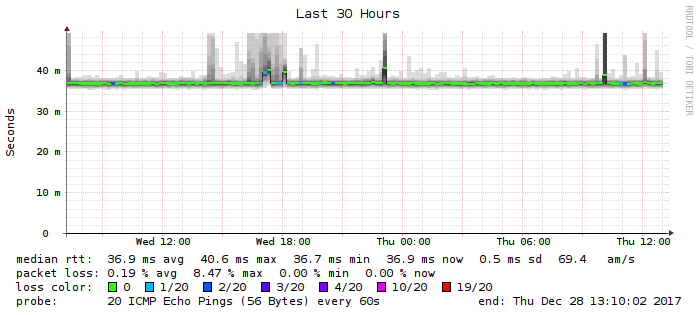 Last 30 Hours
RRDTOOL / TOBI OETIKER
Seconds
40 m
30 m
20 m
10 m
0
Wed 12:00 Wed 18:00 Thu 00:00 Thu 06:00 Thu 12:00
median rtt: 36.9 ms avg 40.6 ms max 36.7 ms min 36.9 ms now 0.5 ms sd 69.4 am/s
packet loss: 0.19 % avg 8.47 % max 0.00 % min 0.00 % now
loss color: 0 1/20 2/20 3/20 4/20 10/20 19/20
probe: 20 ICMP Echo Pings (56 Bytes) every 60s end: Thu Dec 28 13:10:02 2017